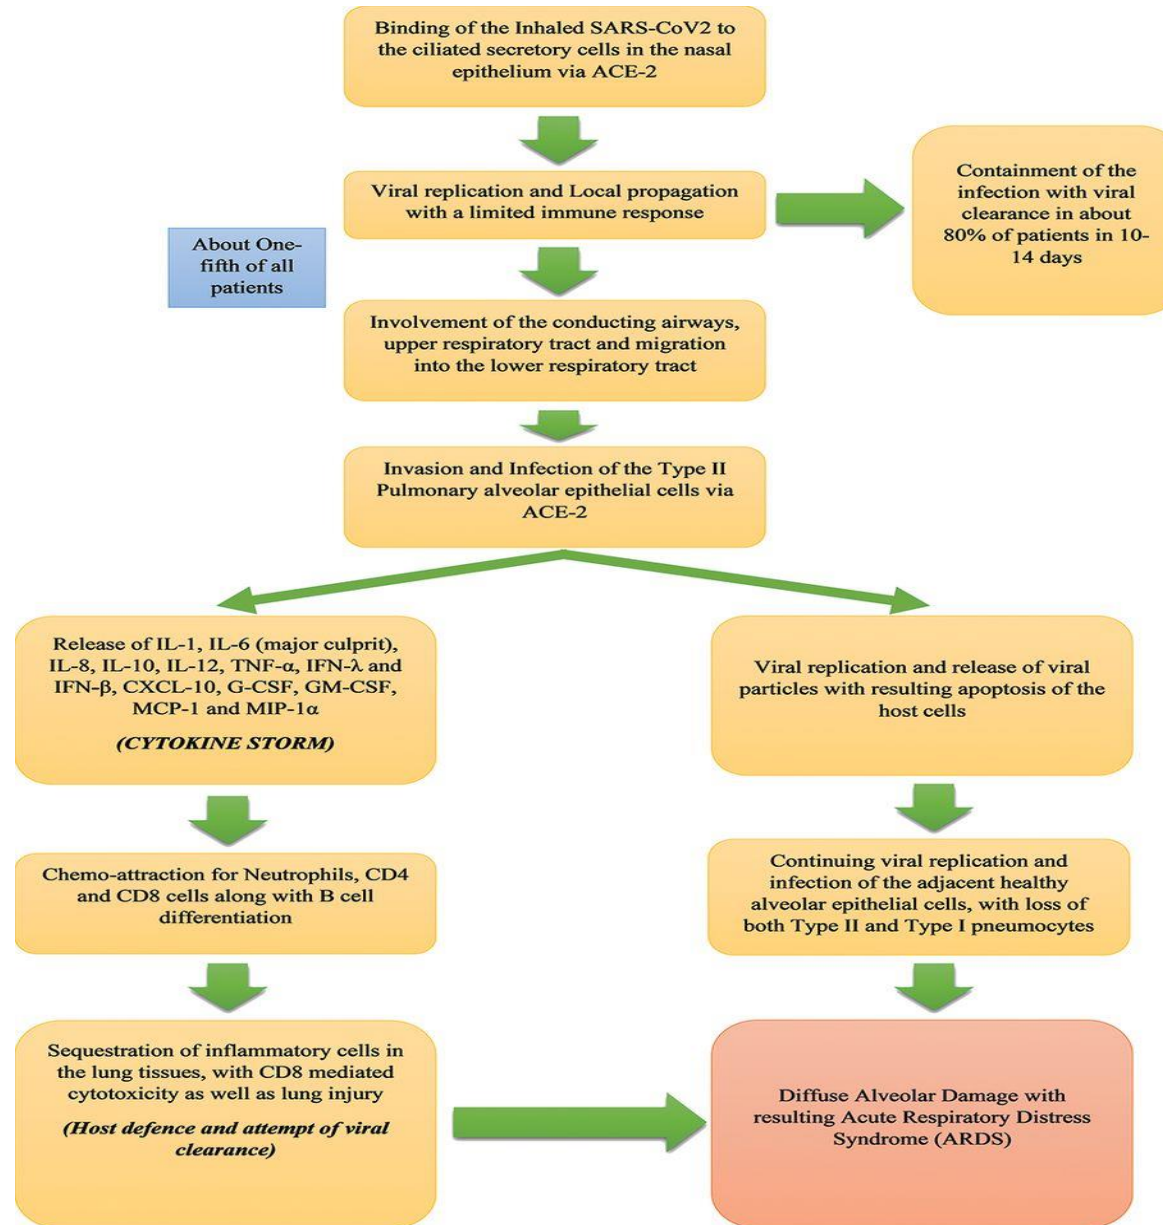 Binding of the Inhaled SARS-CoV2 to
the ciliated secretory cells in the nasal
epithelium via ACE-2
Viral replication and Local propagation
with a limited immune response
Containment of the
infection with viral
clearance in about
80% of patients in 10-
14 days
About One-
fifth of all
patients
Involvement of the conducting airways,
upper respiratory tract and migration
into the lower respiratory tract
Invasion and Infection of the Type II
Pulmonary alveolar epithelial cells via
ACE-2
Release of IL-1, IL-6 (major culprit),
IL-8, IL-10, IL-12, TNF-α, IFN-λ and
IFN-β, CXCL-10, G-CSF, GM-CSF,
MCP-1 and MIP-1α
(CYTOKINE STORM)
Viral replication and release of viral
particles with resulting apoptosis of the
host cells
Chemo-attraction for Neutrophils, CD4
and CD8 cells along with B cell
differentiation
Continuing viral replication and
infection of the adjacent healthy
alveolar epithelial cells, with loss of
both Type II and Type I pneumocytes
Sequestration of inflammatory cells in
the lung tissues, with CD8 mediated
cytotoxicity as well as lung injury
(Host defence and attempt of viral
clearance)
Diffuse Alveolar Damage with
resulting Acute Respiratory Distress
Syndrome (ARDS)